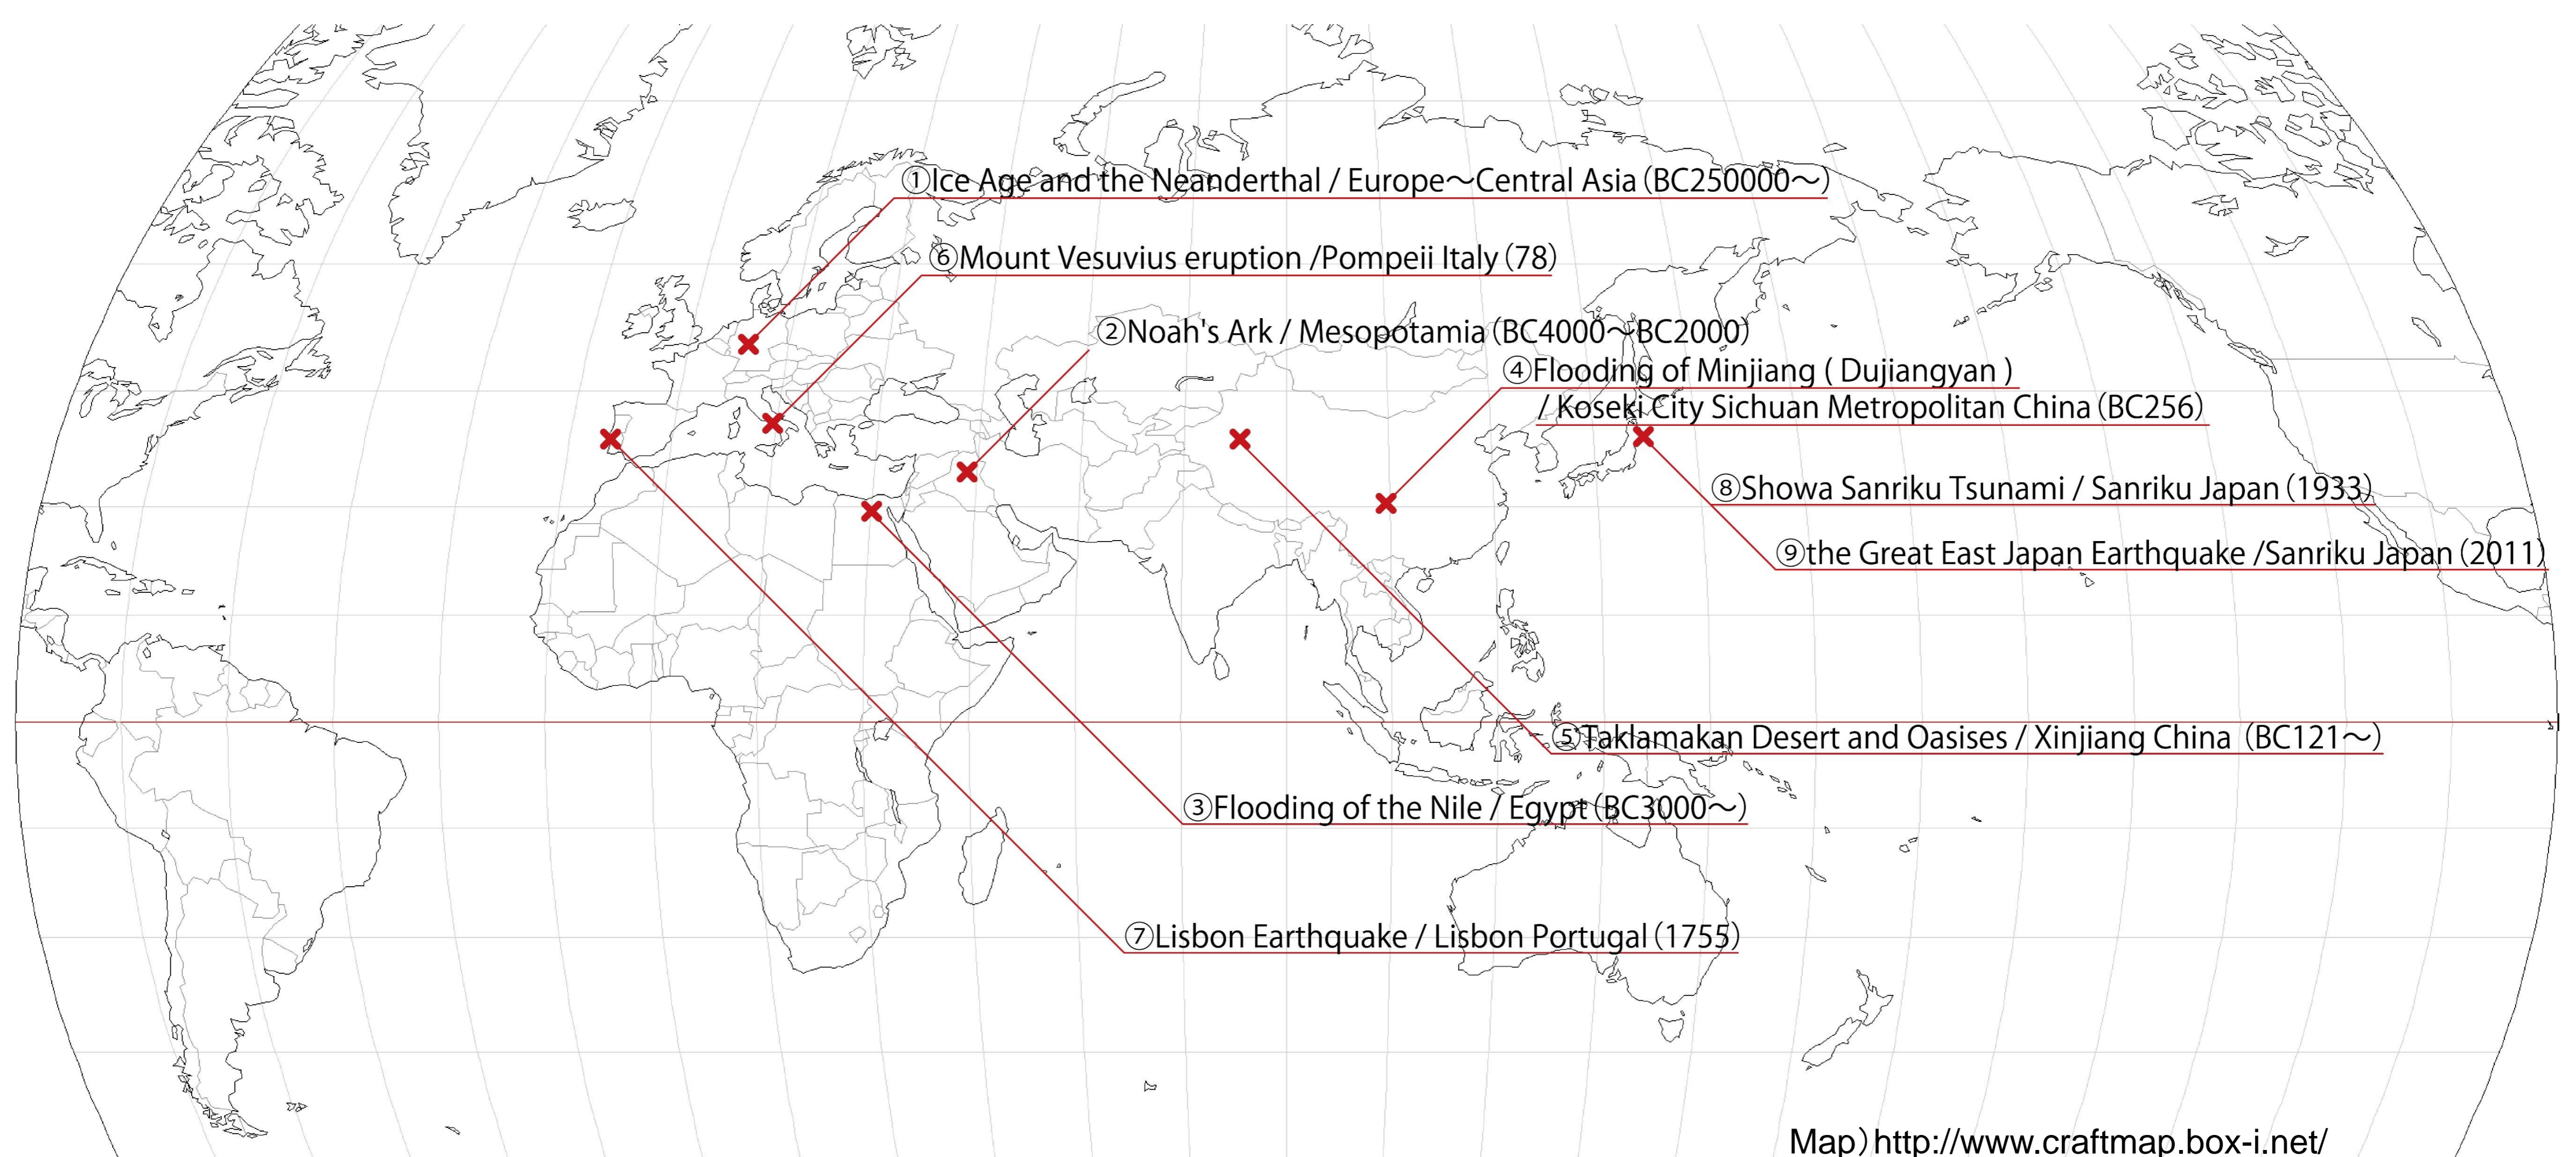 ①Ice Age and the Neanderthal / Europe～Central Asia（BC250000～）
⑥Mount Vesuvius eruption /Pompeii Italy（78）
②Noah's Ark / Mesopotamia（BC4000～BC2000）
④Flooding of Minjiang ( Dujiangyan )
/ Koseki City Sichuan Metropolitan China（BC256）
⑧Showa Sanriku Tsunami / Sanriku Japan（1933）
⑨the Great East Japan Earthquake /Sanriku Japan（2011）
⑤Taklamakan Desert and Oasises / Xinjiang China（BC121～）
③Flooding of the Nile / Egypt（BC3000～）
⑦Lisbon Earthquake / Lisbon Portugal（1755）
Map）http://www.craftmap.box-i.net/